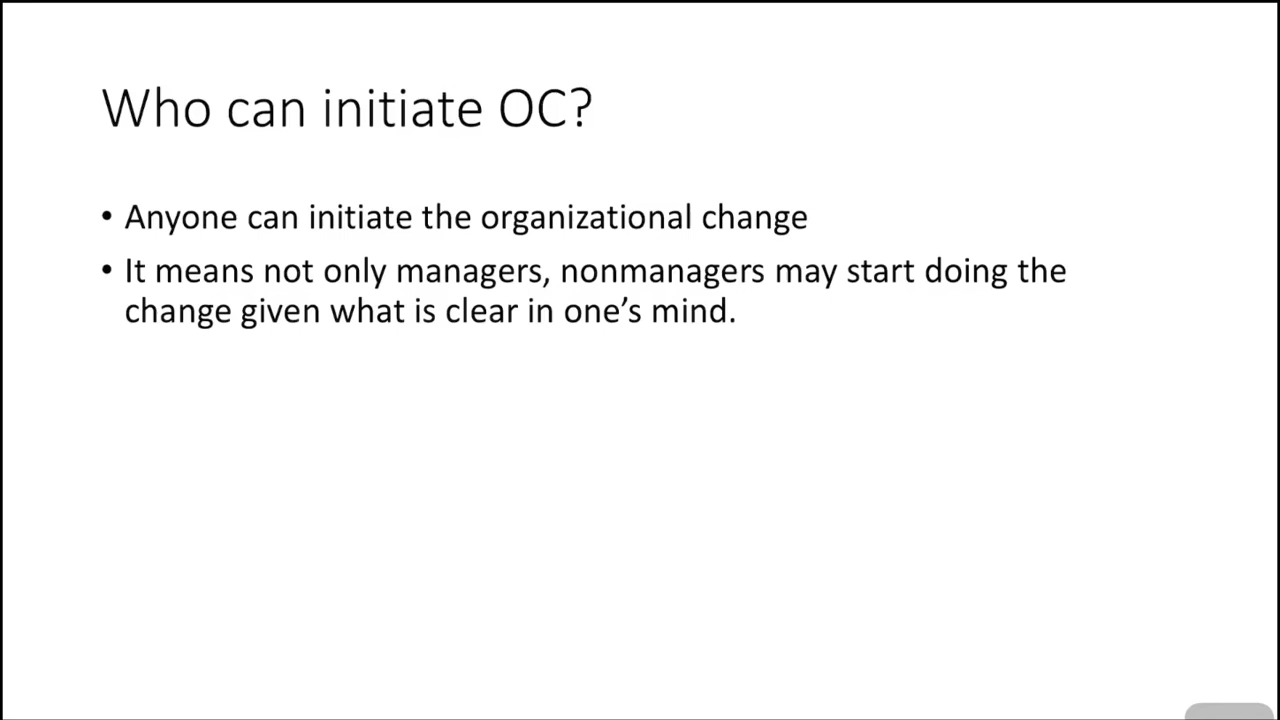 Who can initiate OC?
• Anyone can initiate the organizational change
• It means not only managers, nonmanagers may start doing the
change given what is clear in one’s mind.